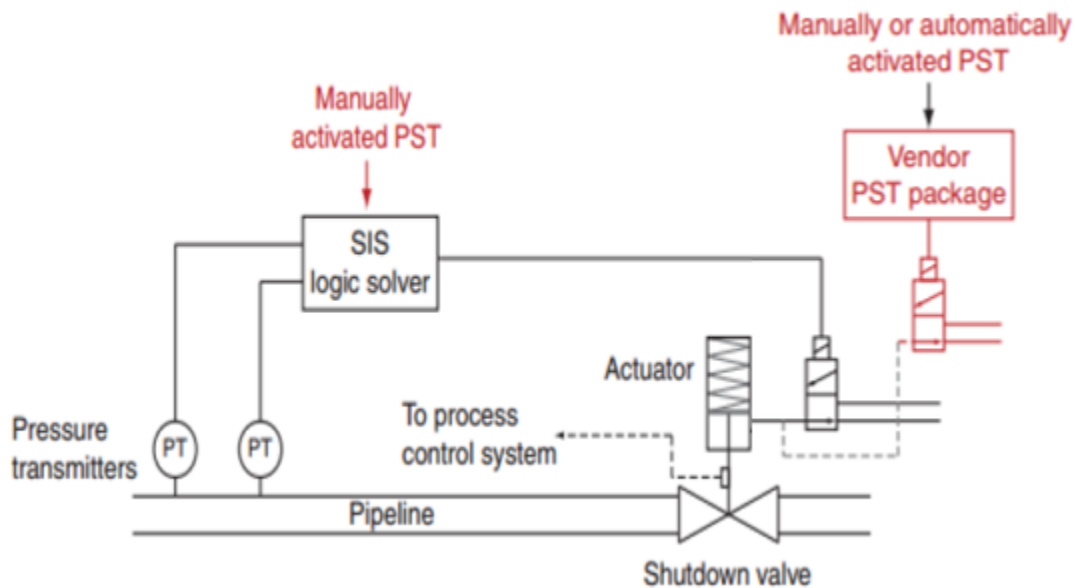 Manually or automatically
activated PST
Manually
activated PST
Vendor
PST package
SIS
logic solver
Actuator
To process
control system
Pressure
transmitters
PT
PT
Pipeline
Shutdown valve